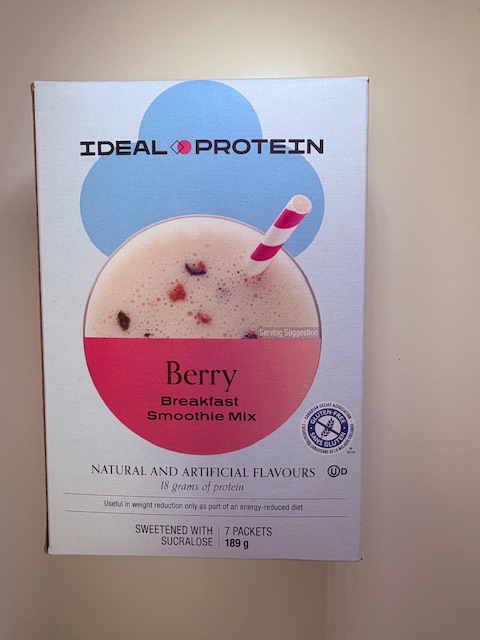 IDEAL PROTEIN
Serving Suggestion
Berry
Breakfast
Smoothie Mix
GLUTEN-FREE
SANS GLUTEN
NATURAL AND ARTIFICIAL FLAVOURS
U D
18 grams of protein
Useful in weight reduction only as part of an energy-reduced diet
SWEETENED WITH
SUCRALOSE
7 PACKETS
189 g